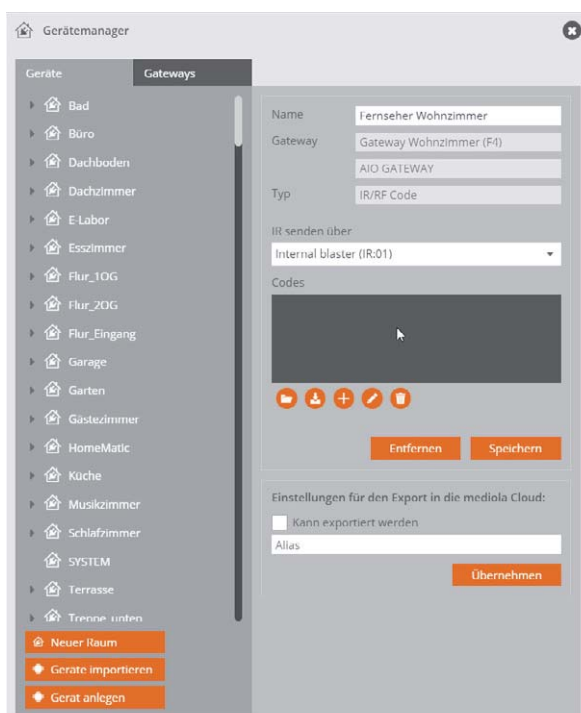 Gerätemanager
Geräte
Gateways
Bad
Büro
Dachboden
Dachzimmer
E-Labor
Esszimmer
Flur_1OG
Flur_2OG
Flur_Eingang
Garage
Garten
Gästezimmer
HomeMatic
Küche
Musikzimmer
Schlafzimmer
SYSTEM
Terrasse
Treppe_unten
Neuer Raum
Geräte importieren
Gerät anlegen
Name
Fernseher Wohnzimmer
Gateway
Gateway Wohnzimmer (F4)
AIO GATEWAY
Typ
IR/RF Code
IR senden über
Internal blaster (IR:01)
Codes
Entfernen
Speichern
Einstellungen für den Export in die mediola Cloud:
Kann exportiert werden
Alias
Übernehmen